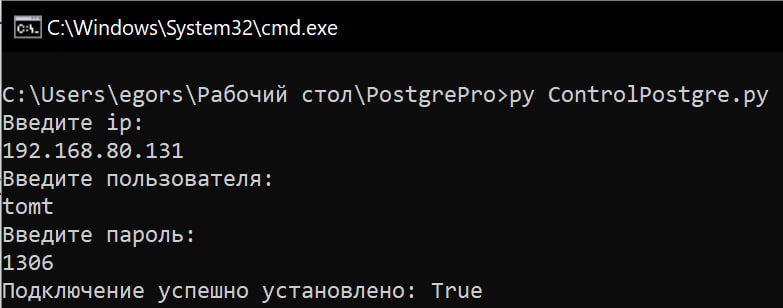 C:\Windows\System32\cmd.exe
C:\Users\egors\Рабочий стол\PostgrePro>py ControlPostgre.py
Введите ip:
192.168.80.131
Введите пользователя:
tomt
Введите пароль:
1306
Подключение успешно установлено: True